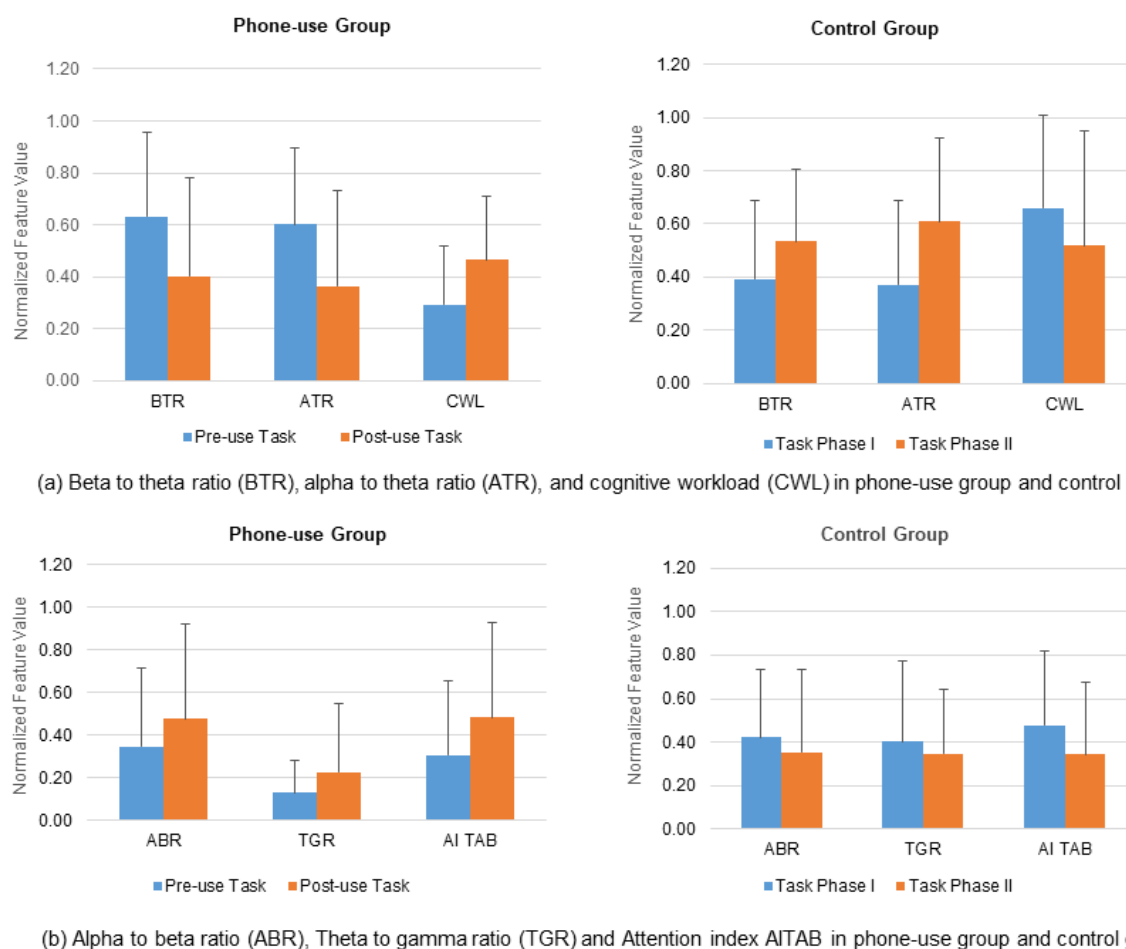 Phone-use Group
Control Group
Normalized Feature Value
1.20
1.00
0.80
0.60
0.40
0.20
0.00
BTR ATR CWL
Pre-use Task Post-use Task
Normalized Feature Value
1.20
1.00
0.80
0.60
0.40
0.20
0.00
BTR ATR CWL
Task Phase I Task Phase II
(a) Beta to theta ratio (BTR), alpha to theta ratio (ATR), and cognitive workload (CWL) in phone-use group and control
Phone-use Group
Control Group
Normalized Feature Value
1.20
1.00
0.80
0.60
0.40
0.20
0.00
ABR TGR AI TAB
Pre-use Task Post-use Task
Normalized Feature Value
1.20
1.00
0.80
0.60
0.40
0.20
0.00
ABR TGR AI TAB
Task Phase I Task Phase II
(b) Alpha to beta ratio (ABR), Theta to gamma ratio (TGR) and Attention index AITAB in phone-use group and control